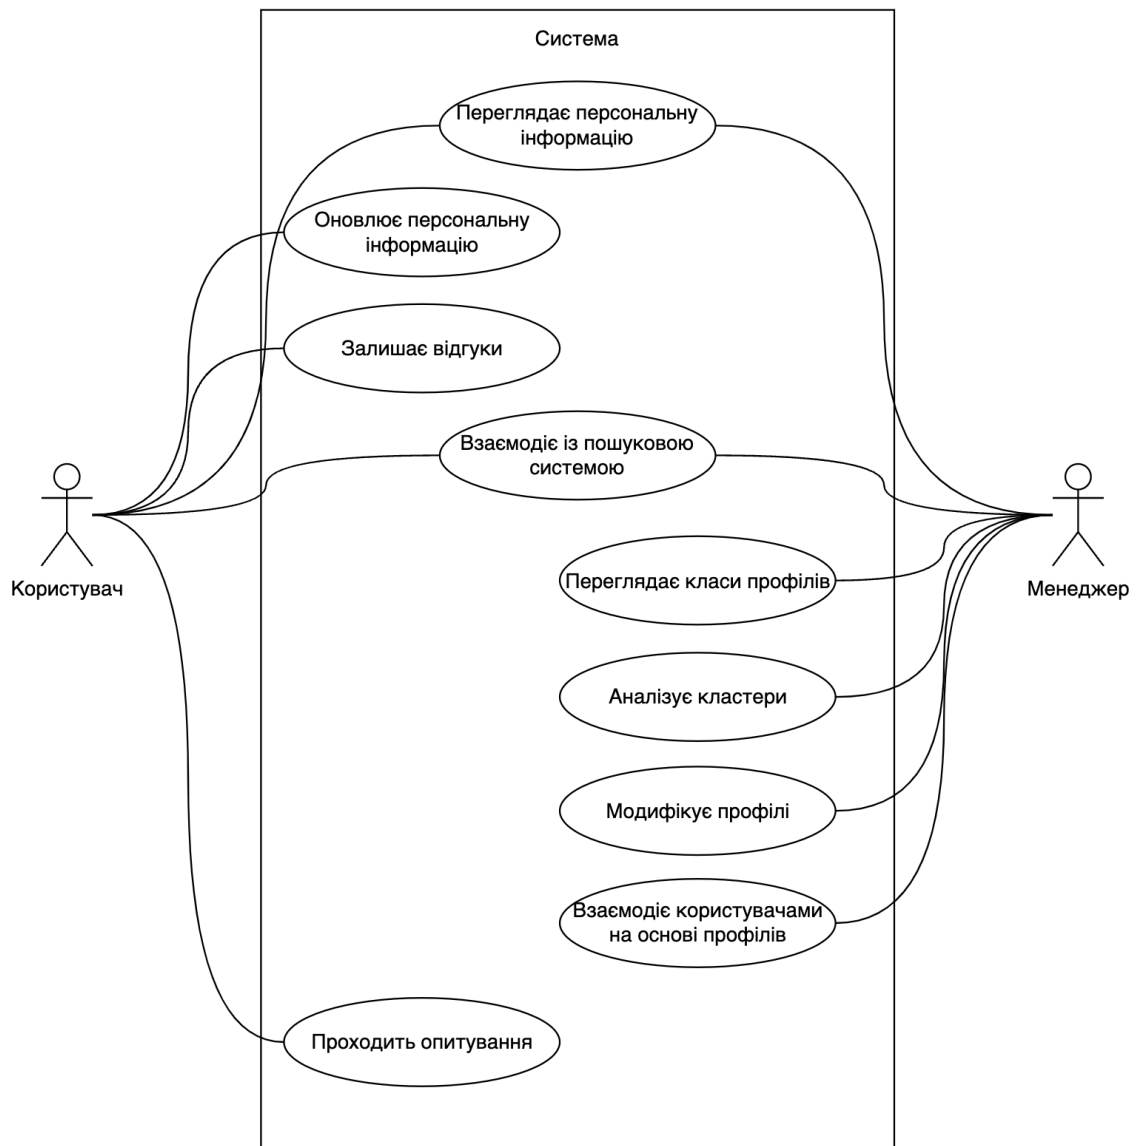 Система
Переглядає персональну
інформацію
Оновлює персональну
інформацію
Залишає відгуки
Взаємодіє із пошуковою
системою
Користувач
Менеджер
Переглядає класи профілів
Аналізує кластери
Модифікує профілі
Взаємодіє користувачами
на основі профілів
Проходить опитування